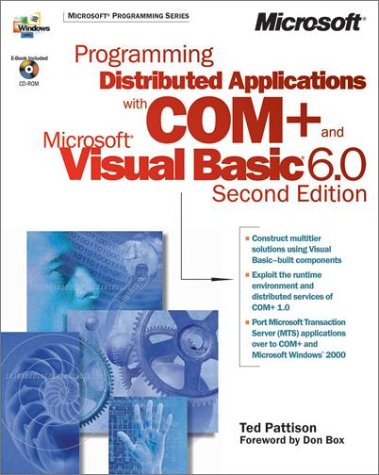 MICROSOFT® PROGRAMMING SERIES
Microsoft®
Windows
E-Book Included
CD-ROM
Programming
Distributed Applications
with COM+ and
Microsoft®
Visual Basic® 6.0
Second Edition
Construct multitier
solutions using Visual
Basic–built components
Exploit the runtime
environment and
distributed services of
COM+ 1.0
Port Microsoft Transaction
Server (MTS) applications
over to COM+ and
Microsoft Windows® 2000
Ted Pattison
Foreword by Don Box